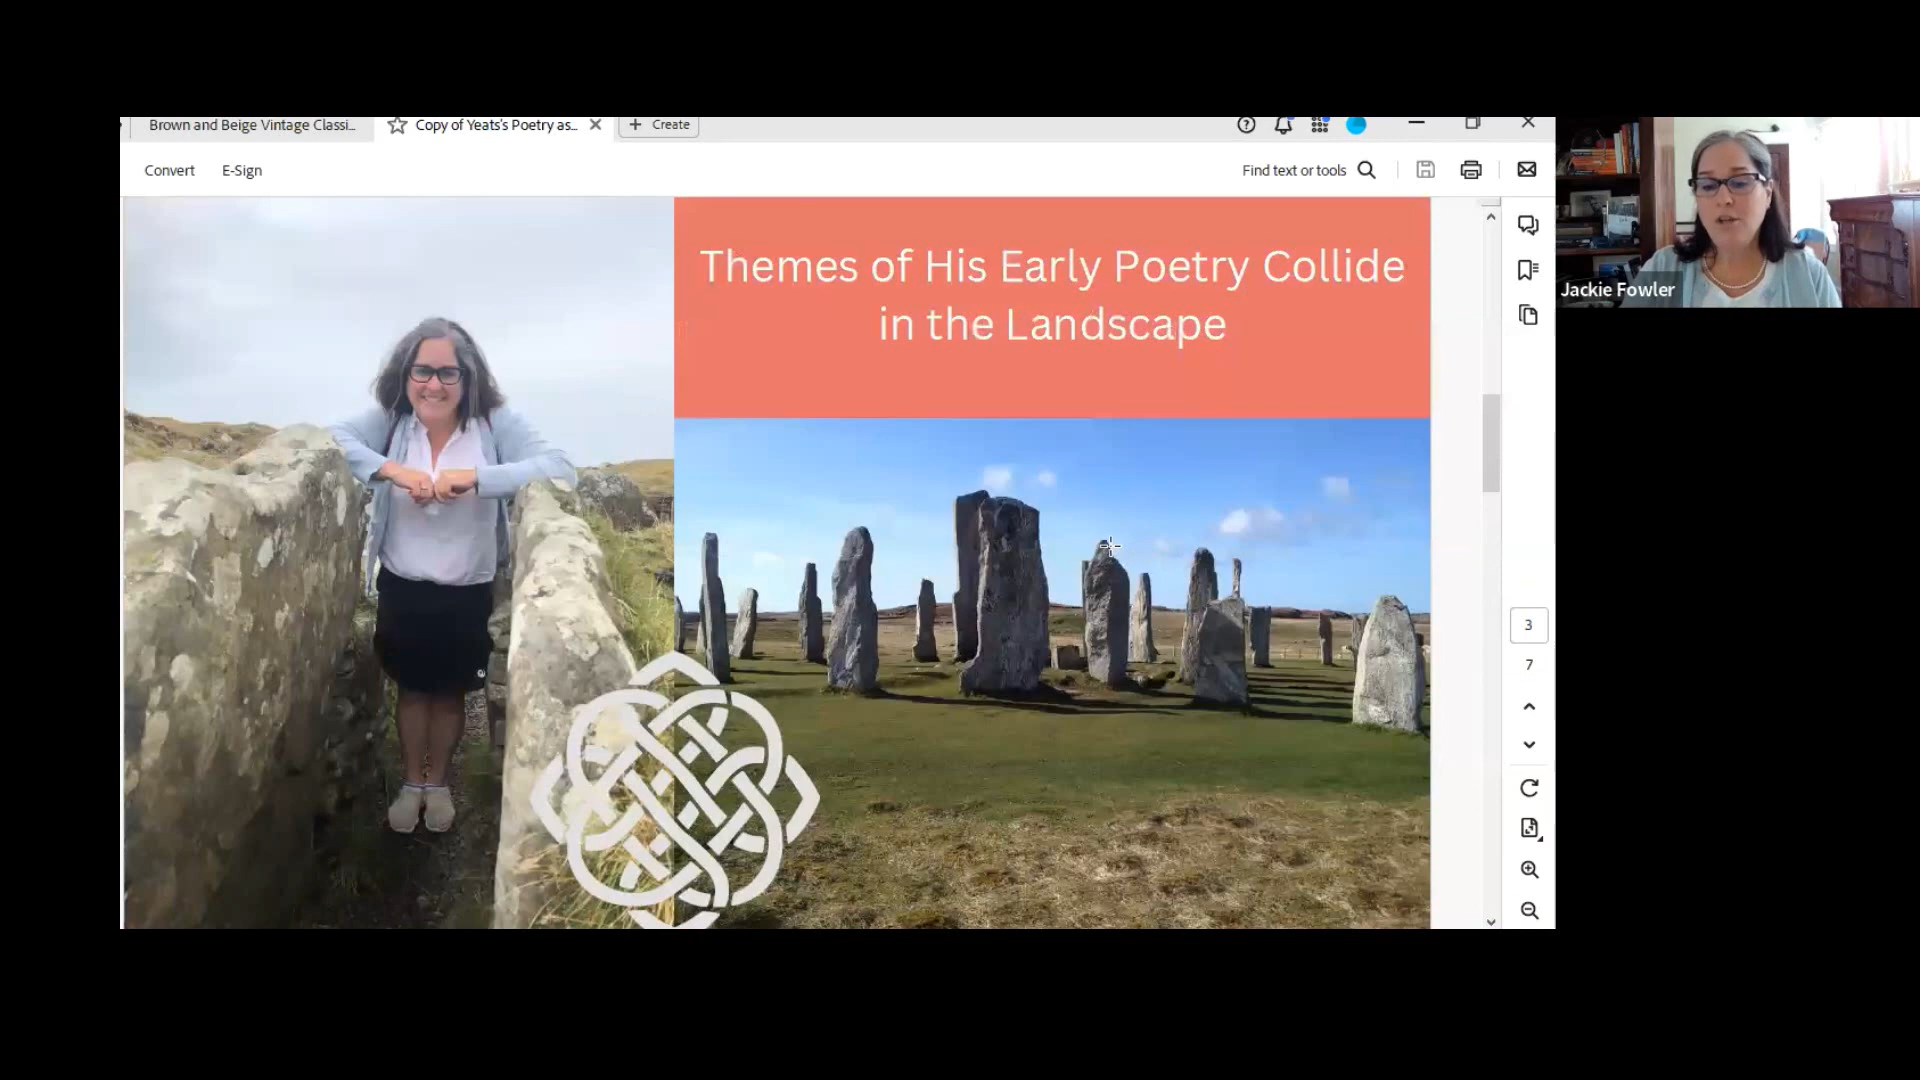 Brown and Beige Vintage Classi...
Copy of Yeats's Poetry as...
Create
Convert
E-Sign
Find text or tools
Themes of His Early Poetry Collide
in the Landscape
Jackie Fowler
3
7